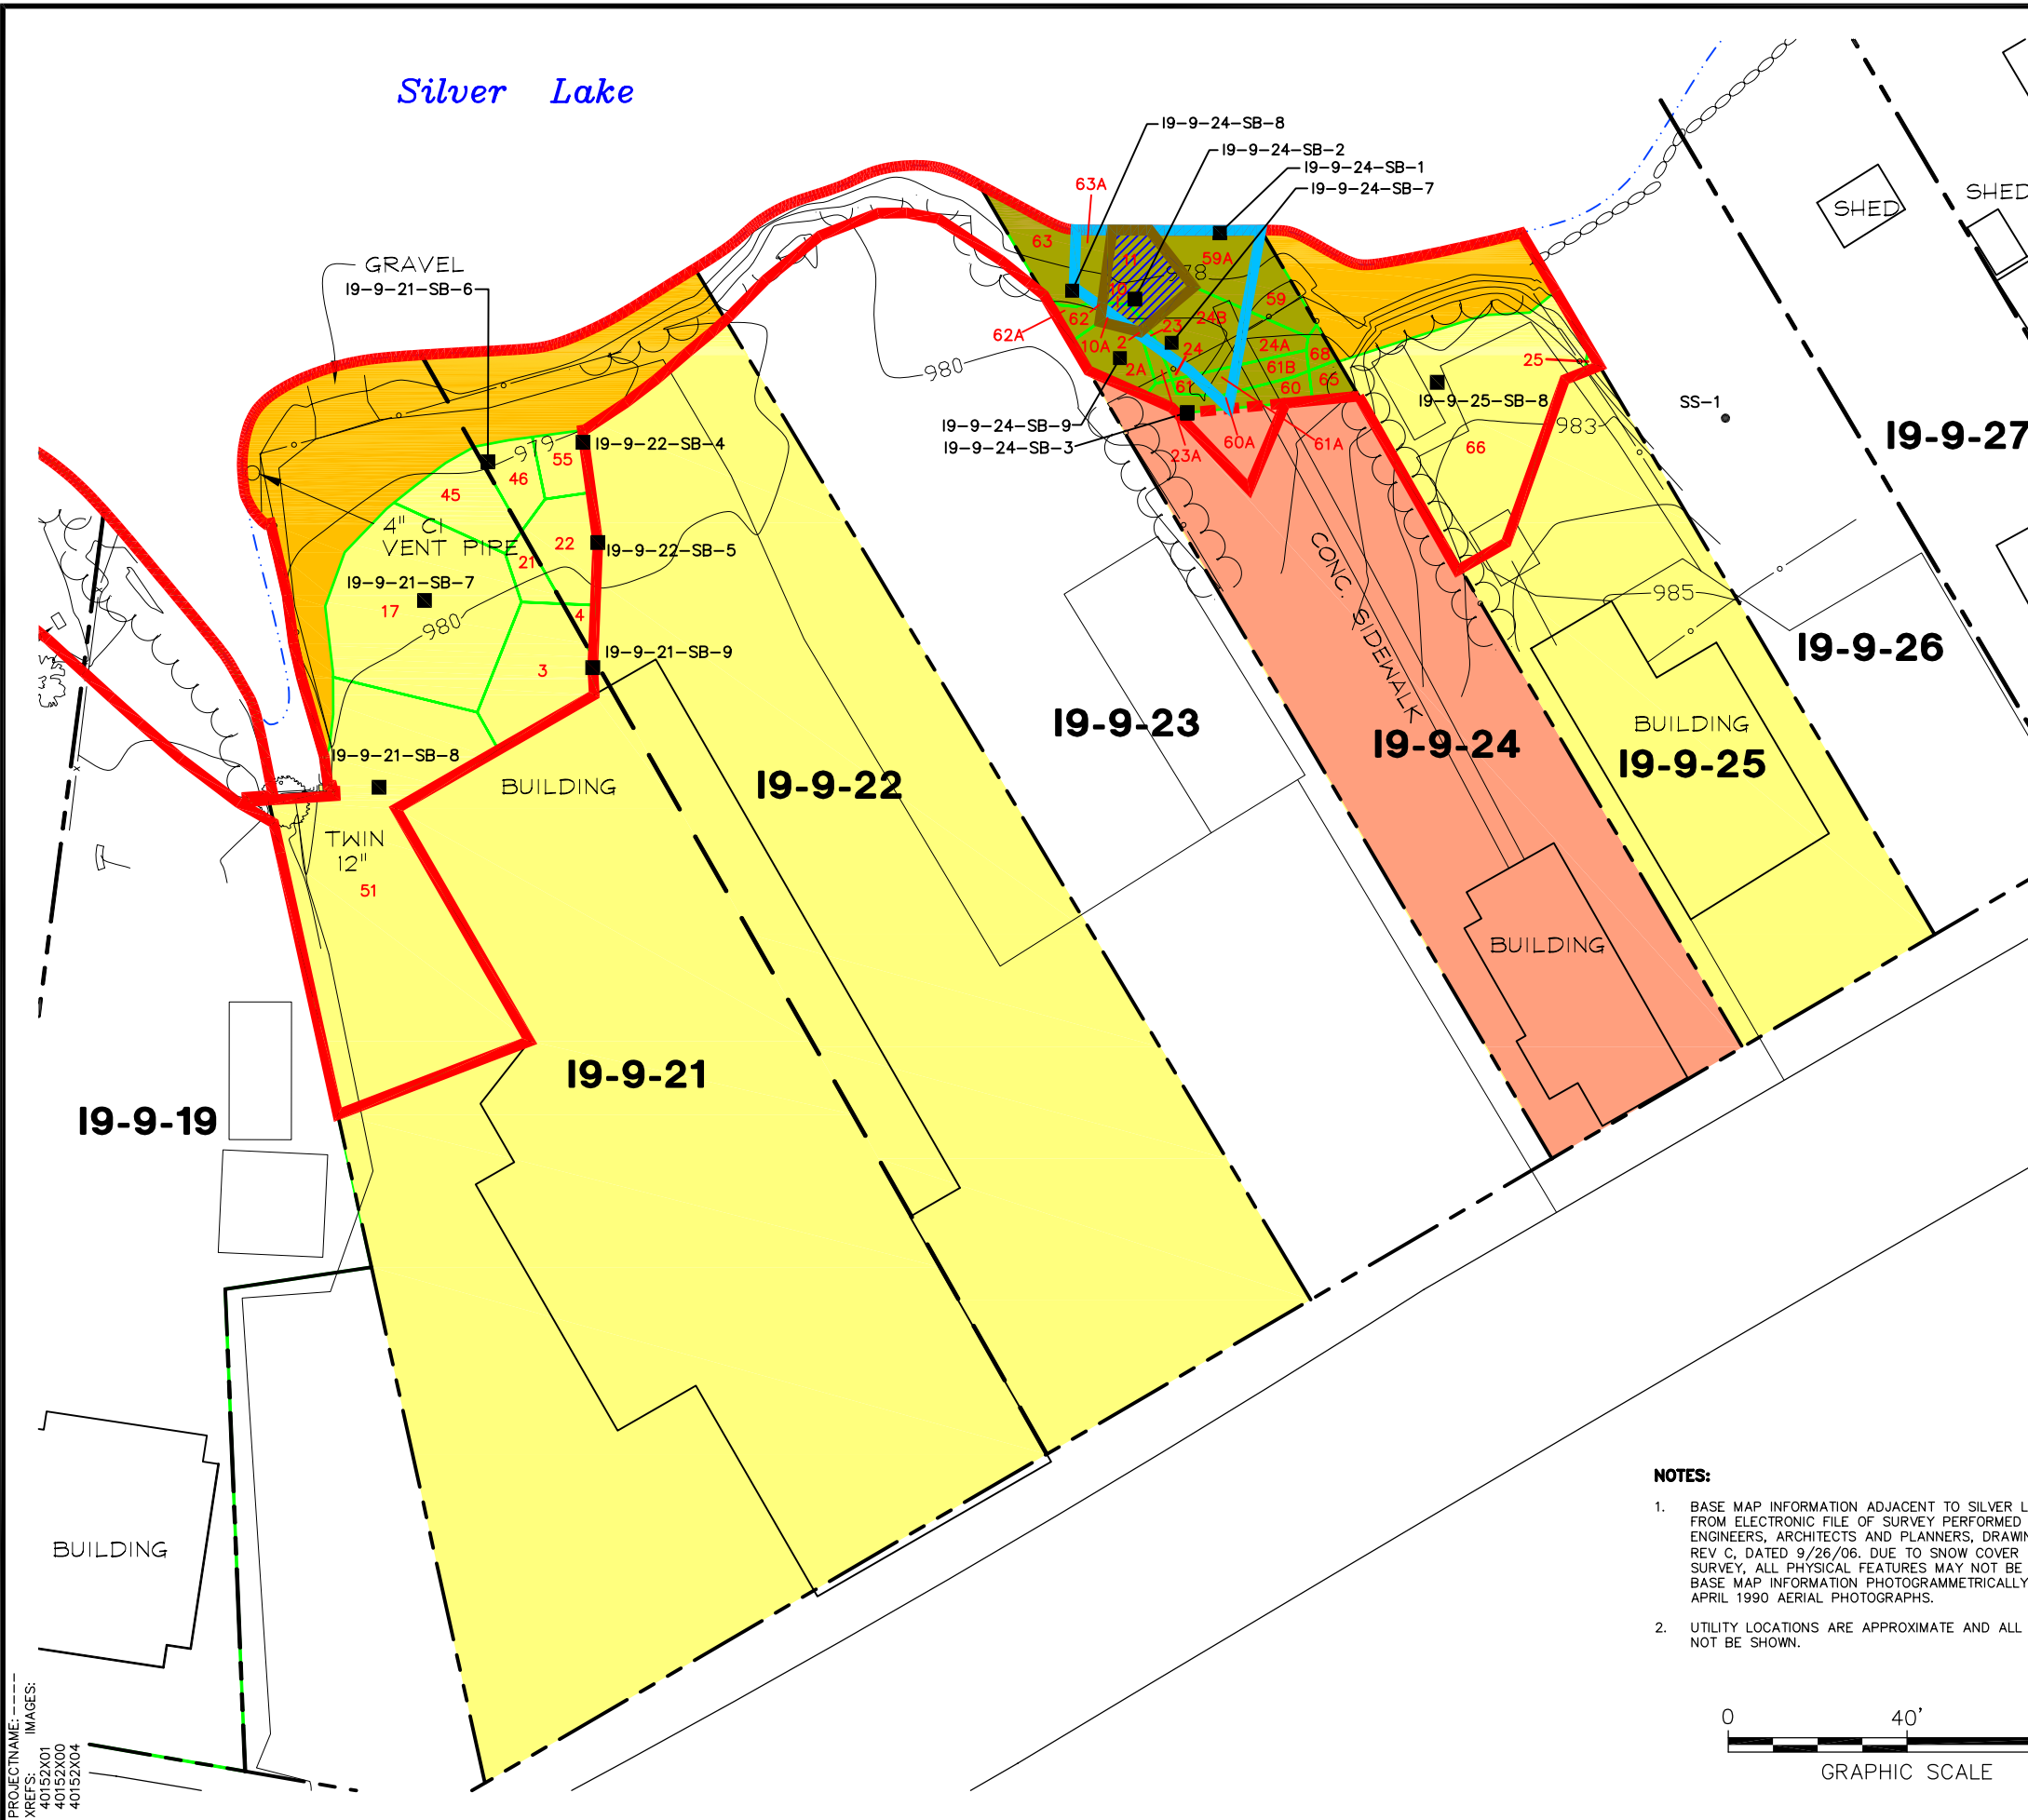 Silver Lake
I9-9-24-SB-8
I9-9-24-SB-2
I9-9-24-SB-1
I9-9-24-SB-7
63A
SHED
SHED
63
11
59A
978
GRAVEL
I9-9-21-SB-6
10
59
62
62A
23
24B
10A
2
24
24A
68
2A
61B
61
60
65
25
980
I9-9-25-SB-8
SS-1
I9-9-24-SB-9
I9-9-24-SB-3
60A
61A
23A
66
983
I9-9-27
979
I9-9-22-SB-4
55
46
45
4" CI
VENT PIPE
22
I9-9-22-SB-5
21
I9-9-21-SB-7
17
4
980
985
CONC. SIDEWALK
I9-9-21-SB-9
3
I9-9-26
I9-9-23
I9-9-24
BUILDING
I9-9-25
I9-9-21-SB-8
BUILDING
I9-9-22
TWIN
12"
51
BUILDING
I9-9-21
I9-9-19
BUILDING
NOTES:
1. BASE MAP INFORMATION ADJACENT TO SILVER L
FROM ELECTRONIC FILE OF SURVEY PERFORMED
ENGINEERS, ARCHITECTS AND PLANNERS, DRAWIN
REV C, DATED 9/26/06. DUE TO SNOW COVER
SURVEY, ALL PHYSICAL FEATURES MAY NOT BE
BASE MAP INFORMATION PHOTOGRAMMETRICALLY
APRIL 1990 AERIAL PHOTOGRAPHS.
2. UTILITY LOCATIONS ARE APPROXIMATE AND ALL
NOT BE SHOWN.
0 40'
GRAPHIC SCALE
PROJECTNAME: ----
XREFS: IMAGES:
40152X01
40152X00
40152X04